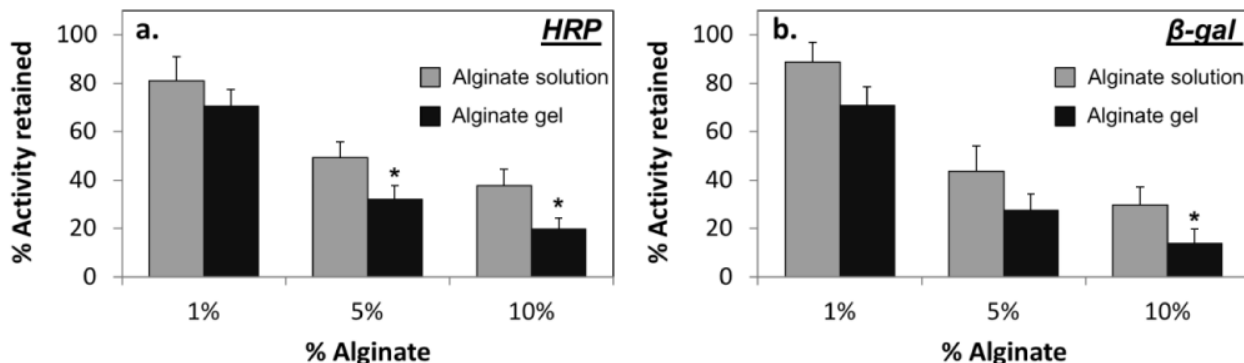 a.
HRP
% Activity retained
100
80
60
40
20
0
Alginate solution
Alginate gel
*
*
1% 5% 10%
% Alginate
b.
β-gal
% Activity retained
100
80
60
40
20
0
Alginate solution
Alginate gel
*
1% 5% 10%
% Alginate